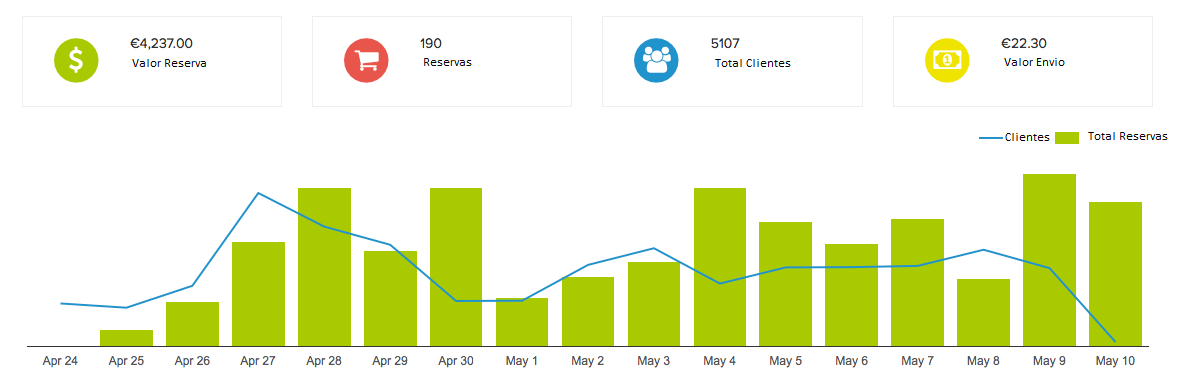 €4,237.00
Valor Reserva
190
Reservas
5107
Total Clientes
€22.30
Valor Envio
Clientes Total Reservas
Apr 24 Apr 25 Apr 26 Apr 27 Apr 28 Apr 29 Apr 30 May 1 May 2 May 3 May 4 May 5 May 6 May 7 May 8 May 9 May 10